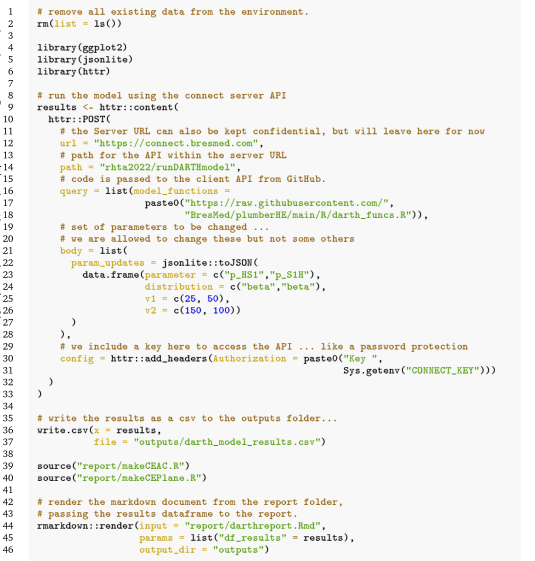 1 # remove all existing data from the environment.
2 rm(list = ls())
3
4 library(ggplot2)
5 library(jsonlite)
6 library(httr)
7
8 # run the model using the connect server API
9 results <- httr::content(
10 httr::POST(
11 # the Server URL can also be kept confidential, but will leave here for now
12 url = "https://connect.bresmed.com",
13 # path for the API within the server URL
14 path = "rhta2022/runDARTHmodel",
15 # code is passed to the client API from GitHub.
16 query = list(model_functions =
17 paste0("https://raw.githubusercontent.com/",
18 "BresMed/plumberHE/main/R/darth_funcs.R")),
19 # set of parameters to be changed ...
20 # we are allowed to change these but not some others
21 body = list(
22 param_updates = jsonlite::toJSON(
23 data.frame(parameter = c("p_HS1","p_S1H"),
24 distribution = c("beta","beta"),
25 v1 = c(25, 50),
26 v2 = c(150, 100))
27 )
28 ),
29 # we include a key here to access the API ... like a password protection
30 config = httr::add_headers(Authorization = paste0("Key ",
31 Sys.getenv("CONNECT_KEY")))
32 )
33 )
34
35 # write the results as a csv to the outputs folder...
36 write.csv(x = results,
37 file = "outputs/darth_model_results.csv")
38
39 source("report/makeCEAC.R")
40 source("report/makeCEPlane.R")
41
42 # render the markdown document from the report folder,
43 # passing the results dataframe to the report.
44 rmarkdown::render(input = "report/darthreport.Rmd",
45 params = list("df_results" = results),
46 output_dir = "outputs")